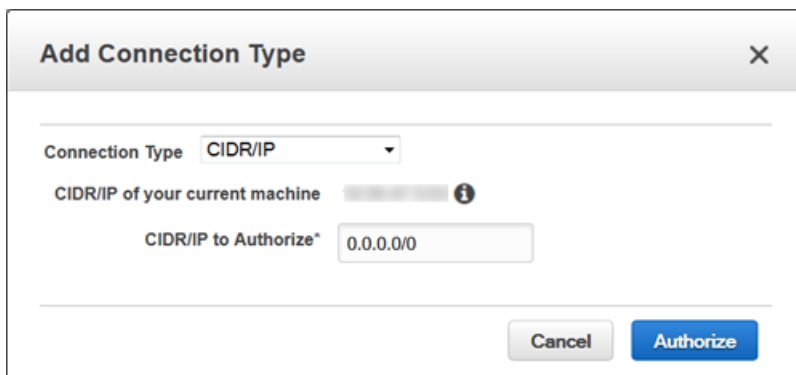 Add Connection Type
Connection Type CIDR/IP
CIDR/IP of your current machine
CIDR/IP to Authorize* 0.0.0.0/0
Cancel Authorize